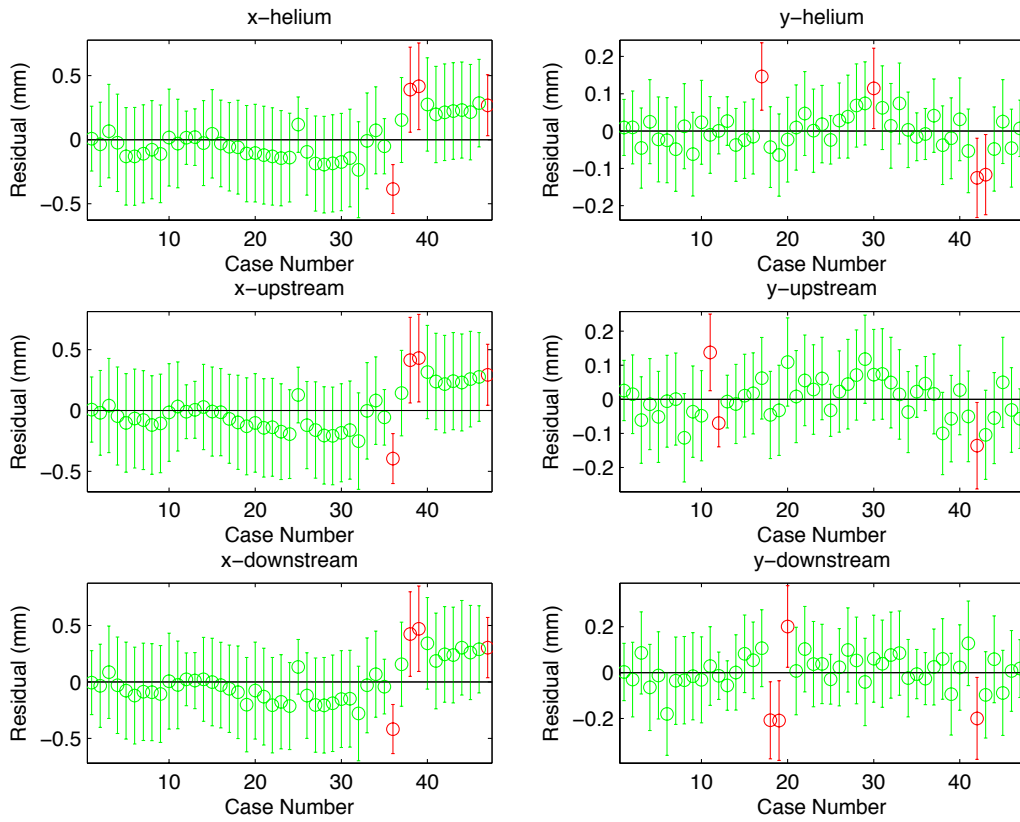 x−helium
y−helium
Residual (mm)
0.5
0
−0.5
10 20 30 40
Case Number
Residual (mm)
0.2
0.1
0
−0.1
−0.2
10 20 30 40
Case Number
x−upstream
y−upstream
Residual (mm)
0.5
0
−0.5
10 20 30 40
Case Number
Residual (mm)
0.2
0.1
0
−0.1
−0.2
10 20 30 40
Case Number
x−downstream
y−downstream
Residual (mm)
0.5
0
−0.5
10 20 30 40
Case Number
Residual (mm)
0.2
0
−0.2
10 20 30 40
Case Number